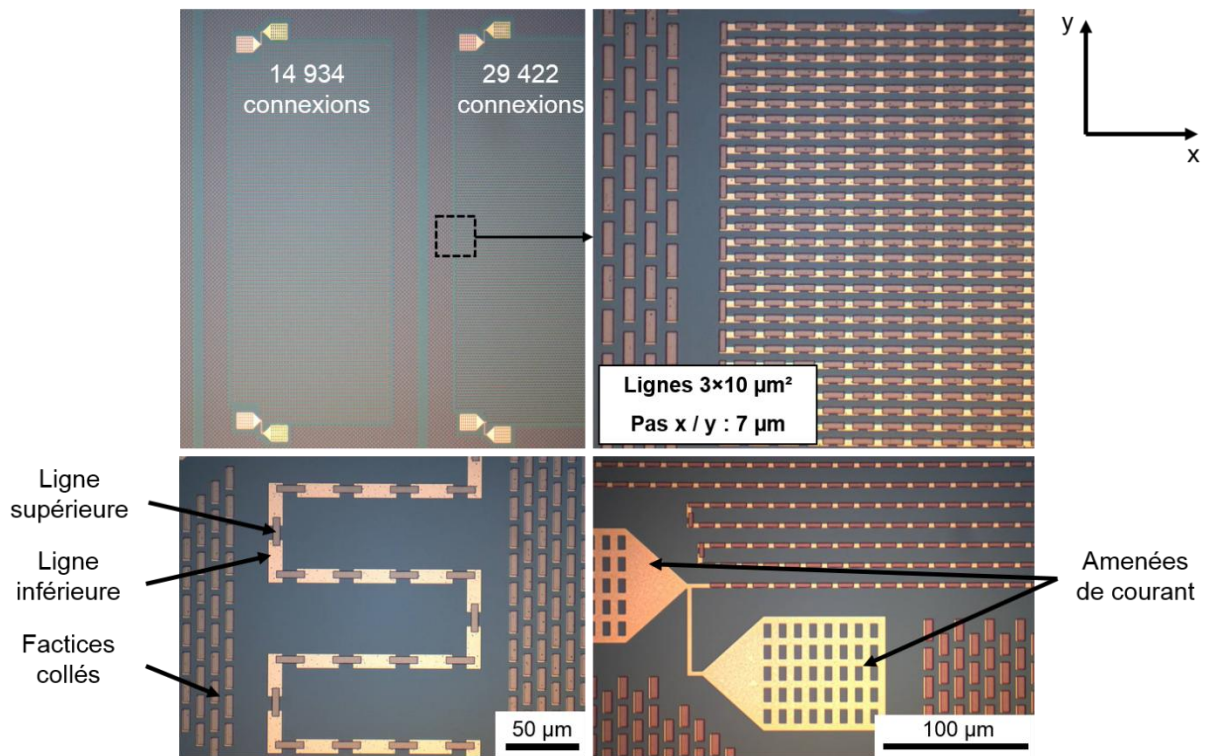 14 934
connexions
29 422
connexions
y
x
Lignes 3×10 µm²
Pas x / y : 7 µm
Ligne
supérieure
Ligne
inférieure
Factices
collés
50 µm
Amenées
de courant
100 µm